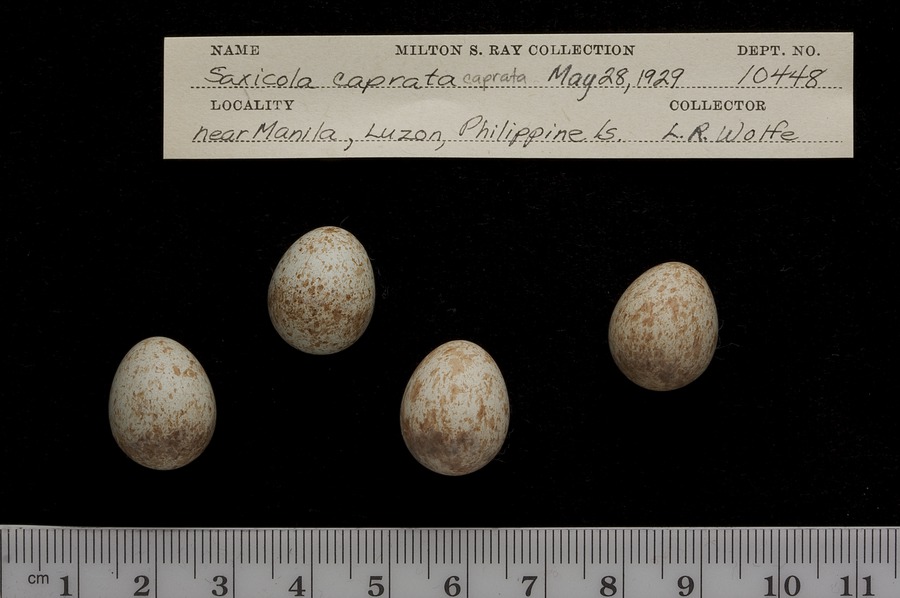 NAME MILTON S. RAY COLLECTION DEPT. NO.
Saxicola caprata caprata May 28, 1929 10448
LOCALITY COLLECTOR
near Manila, Luzon, Philippine Is. L. R. Wolfe
cm 1 2 3 4 5 6 7 8 9 10 11